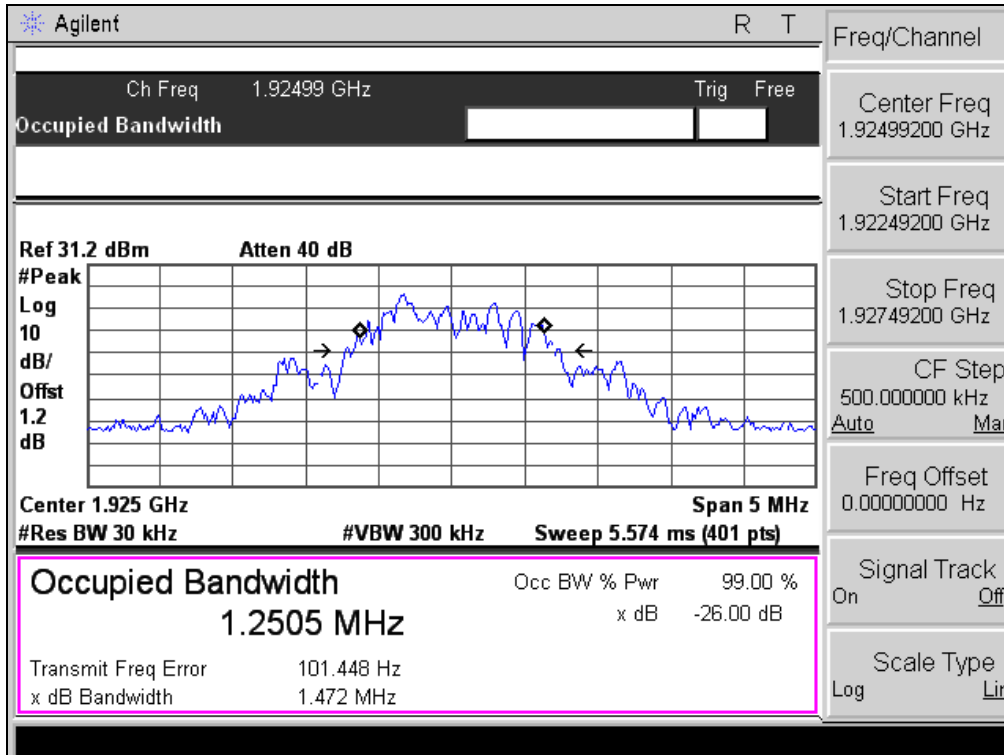 Agilent
R T
Ch Freq 1.92499 GHz Trig Free
Occupied Bandwidth
Ref 31.2 dBm Atten 40 dB
#Peak
Log
10
dB/
Offst
1.2
dB
Center 1.925 GHz Span 5 MHz
#Res BW 30 kHz #VBW 300 kHz Sweep 5.574 ms (401 pts)
Occupied Bandwidth
1.2505 MHz
Occ BW % Pwr 99.00 %
x dB -26.00 dB
Transmit Freq Error 101.448 Hz
x dB Bandwidth 1.472 MHz
Freq/Channel
Center Freq
1.92499200 GHz
Start Freq
1.92249200 GHz
Stop Freq
1.92749200 GHz
CF Step
500.000000 kHz
Auto Mar
Freq Offset
0.00000000 Hz
Signal Track
On Off
Scale Type
Log Lin